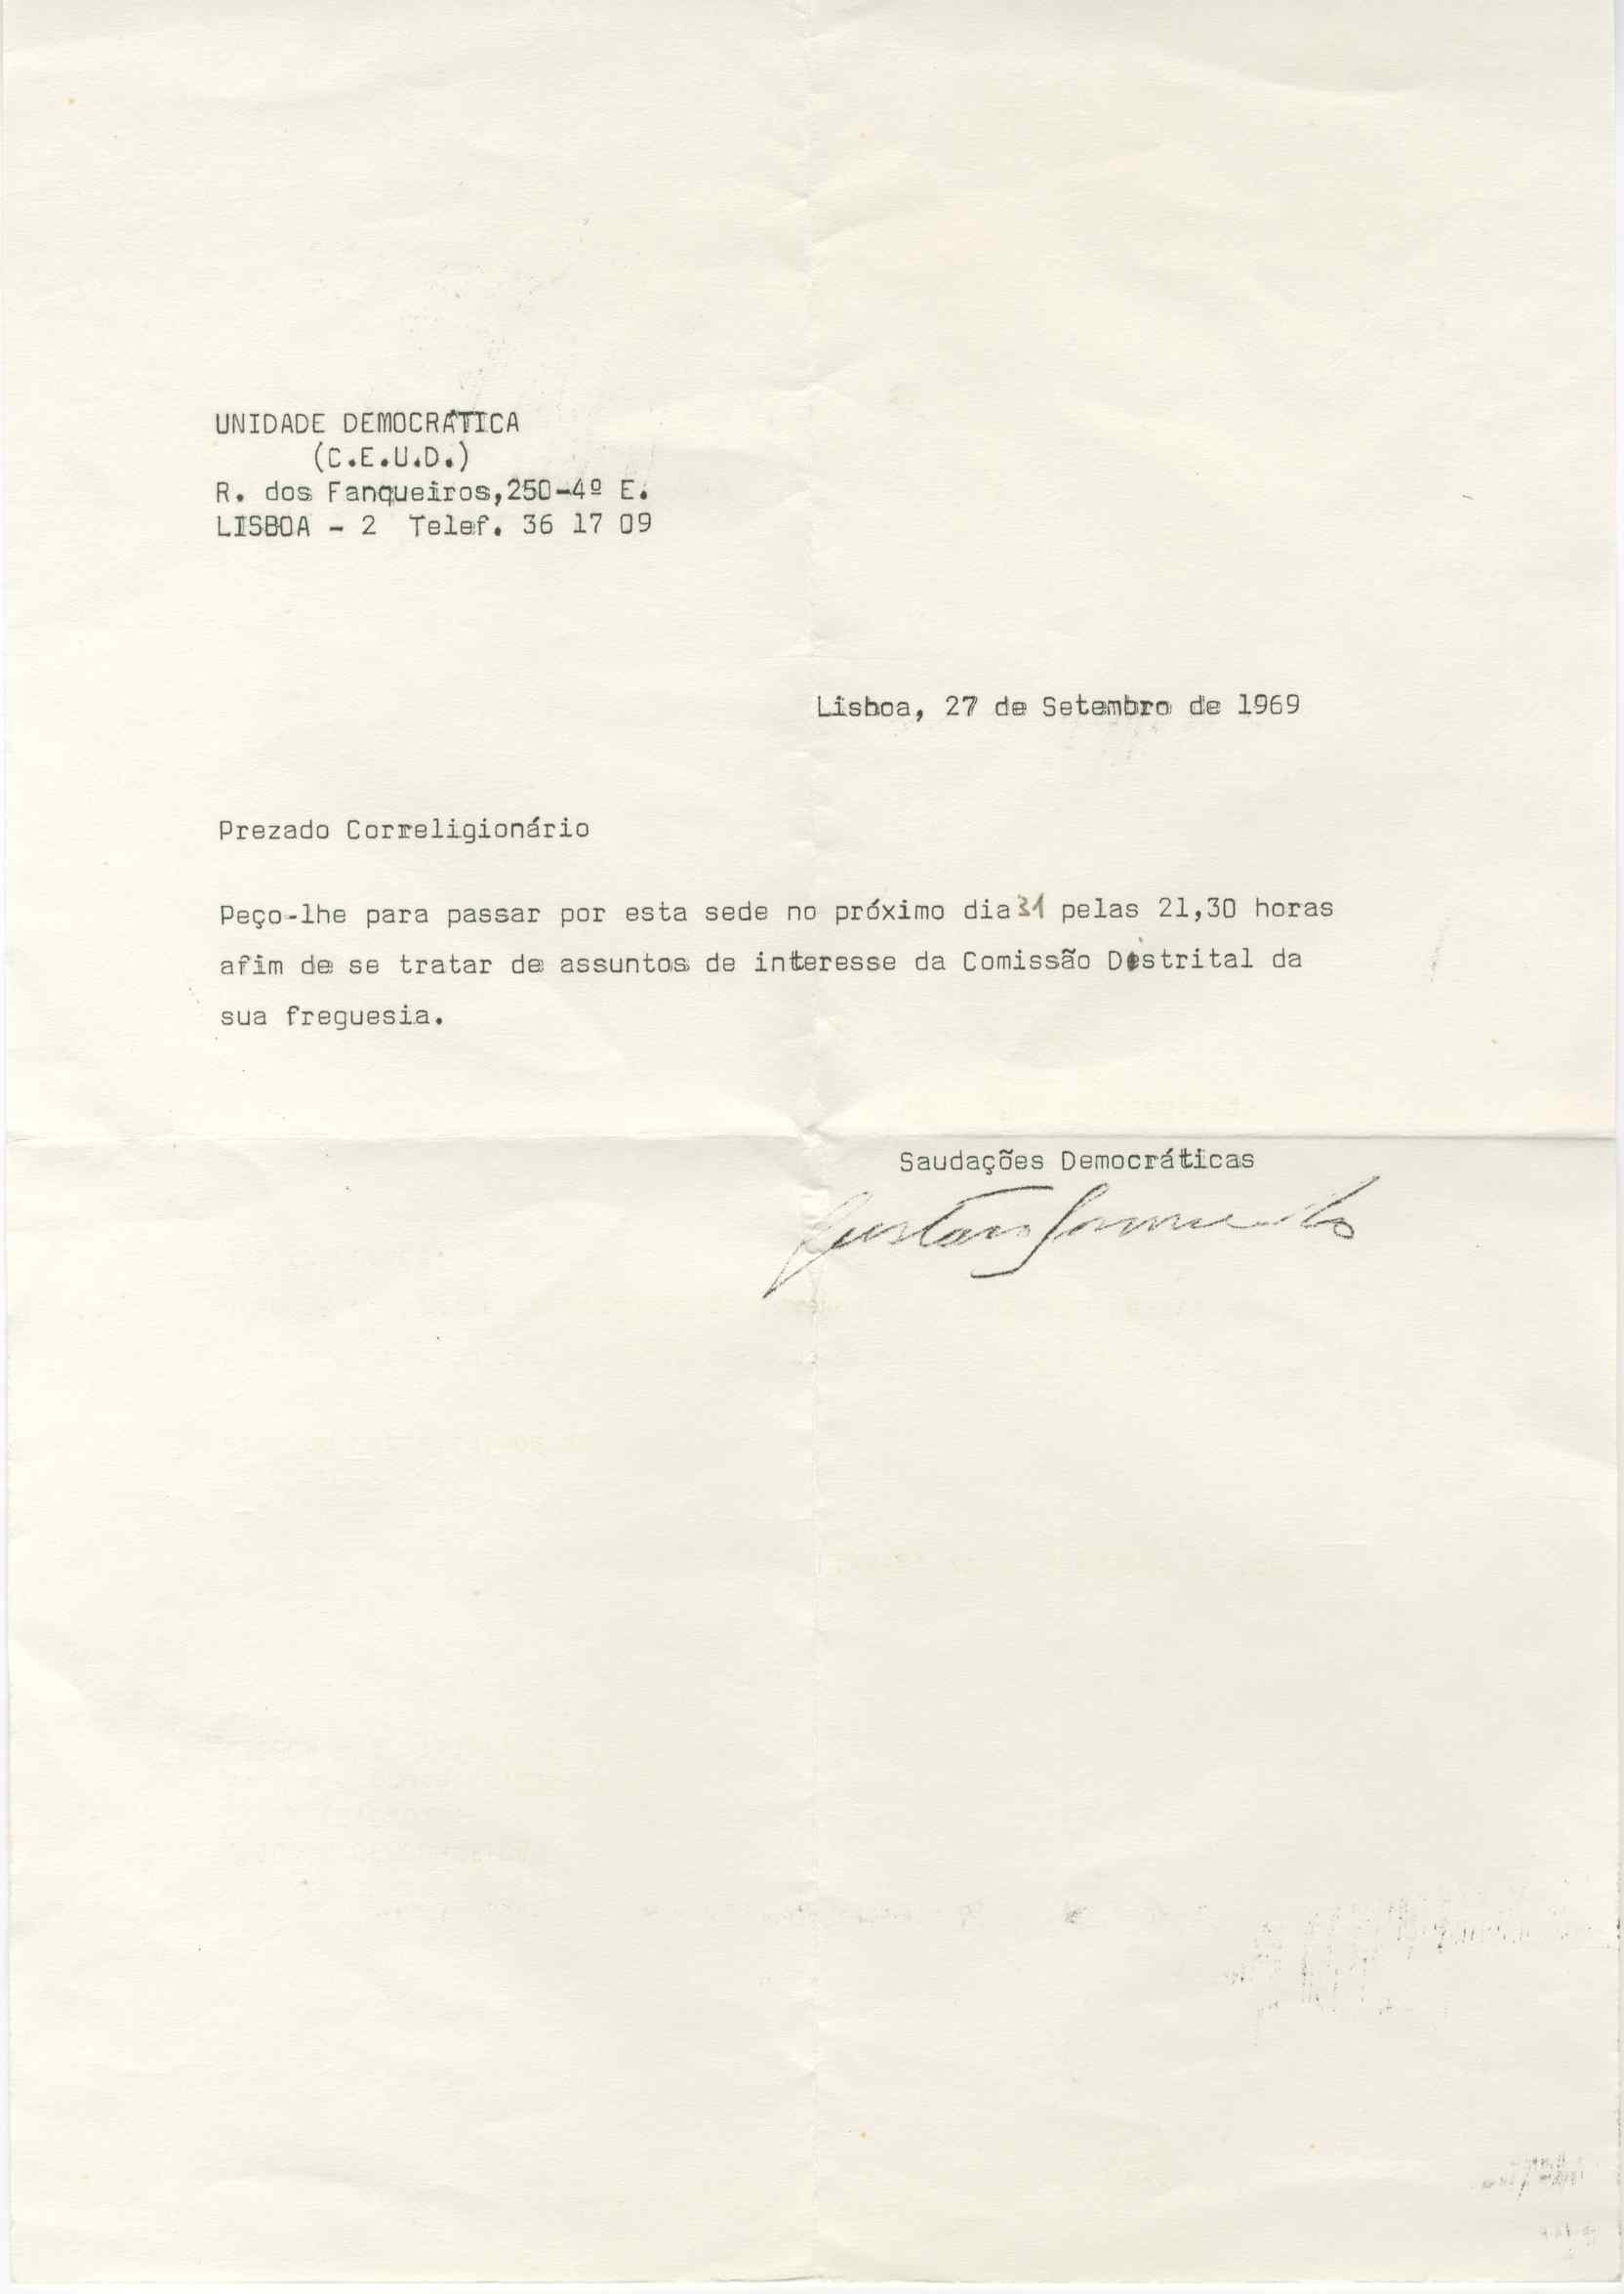 UNIDADE DEMOCRÁTICA
(C.E.U.D.)
R. dos Fanqueiros,250-4º E.
LISBOA - 2 Telef. 36 17 09
Lisboa, 27 de Setembro de 1969
Prezado Correligionário
Peço-lhe para passar por esta sede no próximo dia 31 pelas 21,30 horas
afim de se tratar de assuntos de interesse da Comissão Distrital da
sua freguesia.
Saudações Democráticas
Gustavo Soromenho